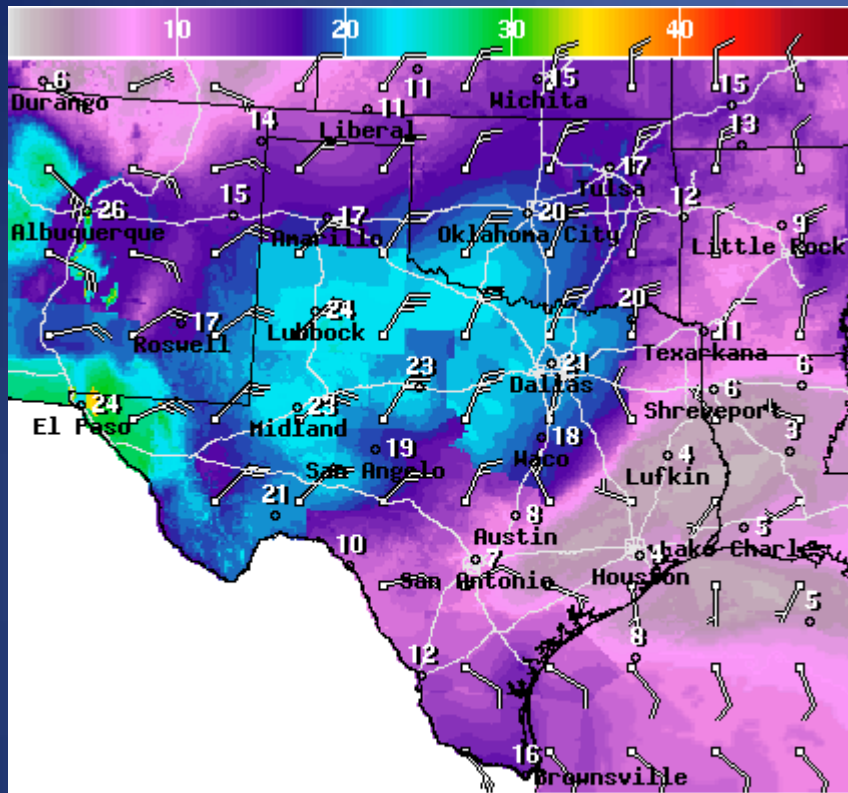 10 20 30 40
6 Durango
11
15 Wichita
15
11 Liberal
14
13
17 Tulsa
26 Albuquerque
15
17 Amarillo
20 Oklahoma City
12
9 Little Rock
17 Roswell
24 Lubbock
20
11 Texarkana
24 El Paso
23 Midland
23
21 Dallas
6 Shreveport
6
19 San Angelo
18 Waco
4 Lufkin
3
21
8 Austin
5 Lake Charles
10
7 San Antonio
4 Houston
5
12
8
16 Brownsville